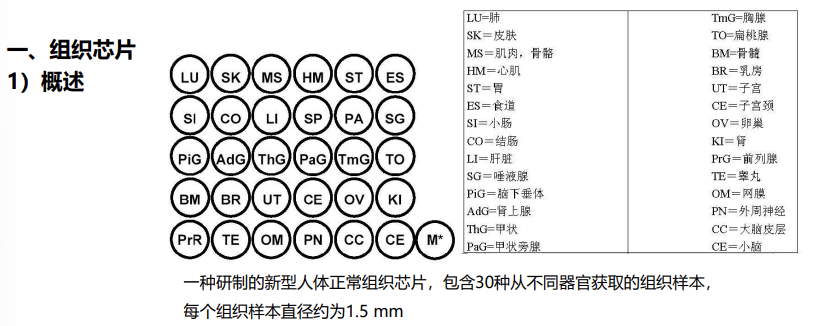 一、组织芯片
1）概述
LU SK MS HM ST ES
SI CO LI SP PA SG
PiG AdG ThG PaG TmG TO
BM BR UT CE OV KI
PrR TE OM PN CC CE M*
LU=肺 TmG=胸腺
SK=皮肤 TO=扁桃腺
MS=肌肉，骨骼 BM=骨髓
HM＝心肌 BR＝乳房
ST＝胃 UT＝子宫
ES＝食道 CE＝子宫颈
SI＝小肠 OV＝卵巢
CO＝结肠 KI＝肾
LI＝肝脏 PrG＝前列腺
SG＝唾液腺 TE＝睾丸
PiG＝脑下垂体 OM＝网膜
AdG＝肾上腺 PN＝外周神经
ThG＝甲状 CC＝大脑皮层
PaG＝甲状旁腺 CE＝小脑
一种研制的新型人体正常组织芯片，包含30种从不同器官获取的组织样本，
每个组织样本直径约为1.5 mm